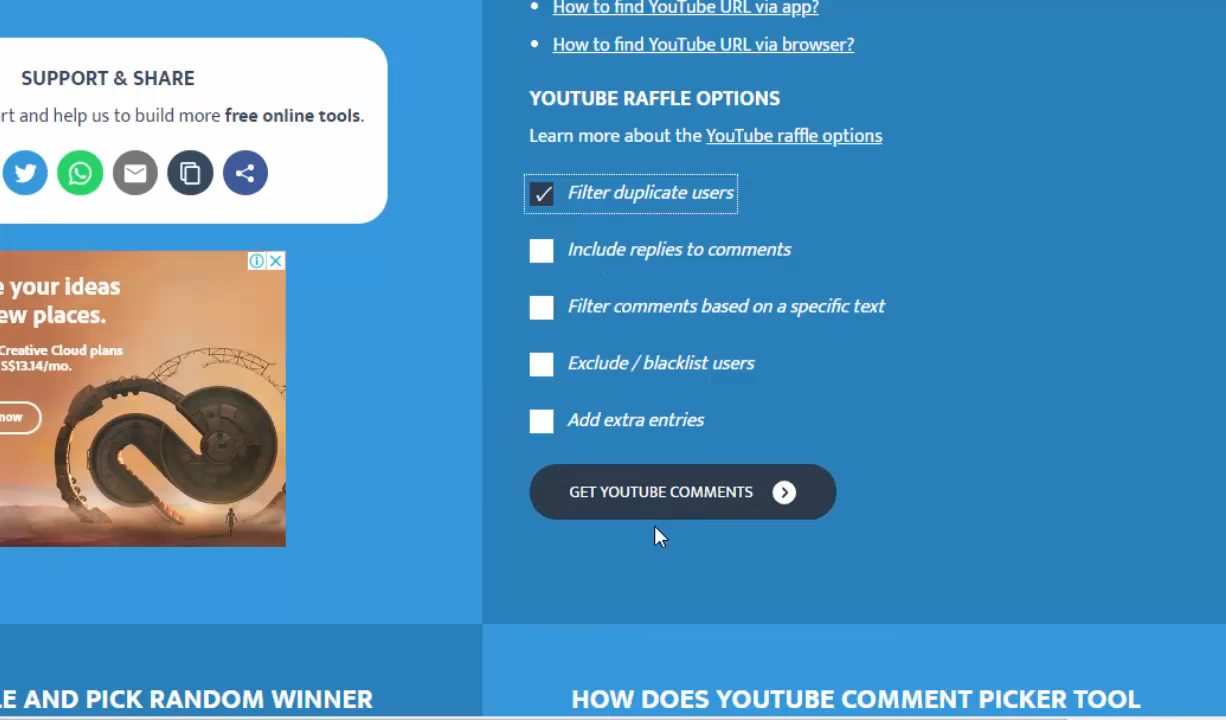 How to find YouTube URL via app?
How to find YouTube URL via browser?
SUPPORT & SHARE
rt and help us to build more free online tools.
YOUTUBE RAFFLE OPTIONS
Learn more about the YouTube raffle options
Filter duplicate users
Include replies to comments
Filter comments based on a specific text
Exclude / blacklist users
Add extra entries
GET YOUTUBE COMMENTS
e your ideas
ew places.
Creative Cloud plans
S$13.14/mo.
now
LE AND PICK RANDOM WINNER
HOW DOES YOUTUBE COMMENT PICKER TOOL